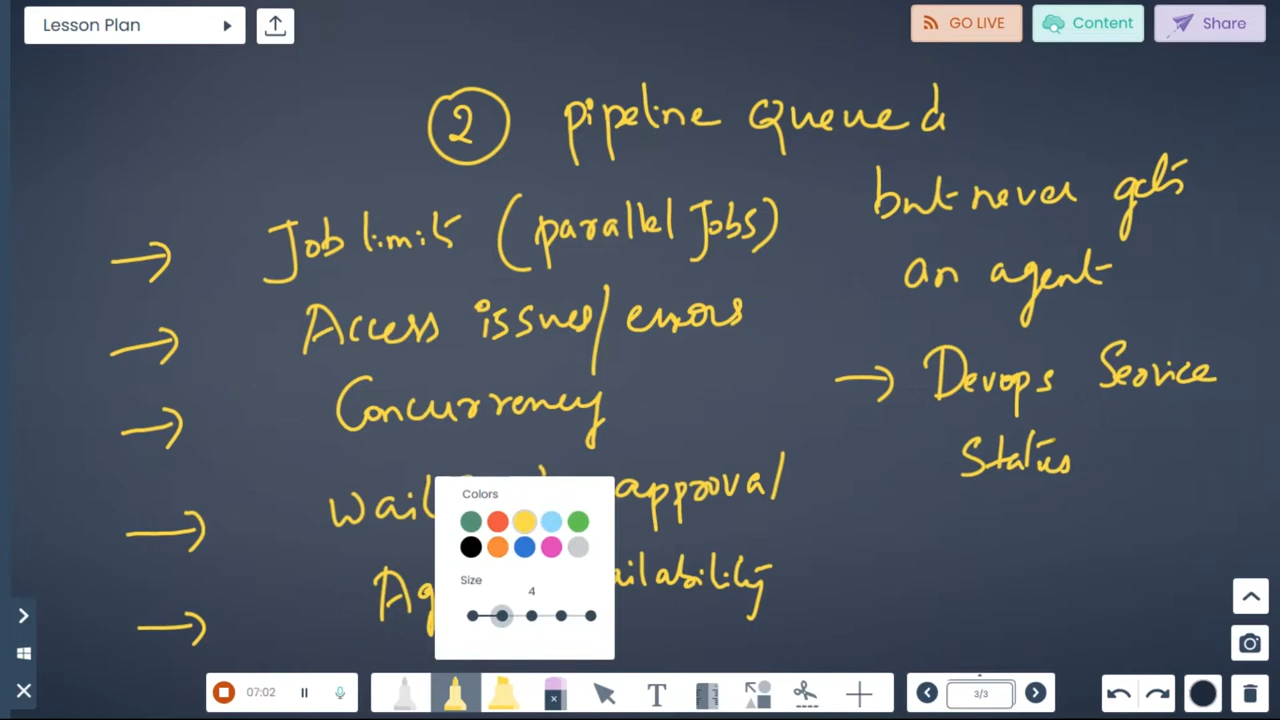 Lesson Plan
GO LIVE
Content
Share
2 pipeline Queued
but never gets
an agent
→ Job limits (parallel Jobs)
→ Access issues/errors
→ Concurrency
→ approval
→ Availability
→ Devops Service
Status
Colors
Size
4
07:02
T
3/3